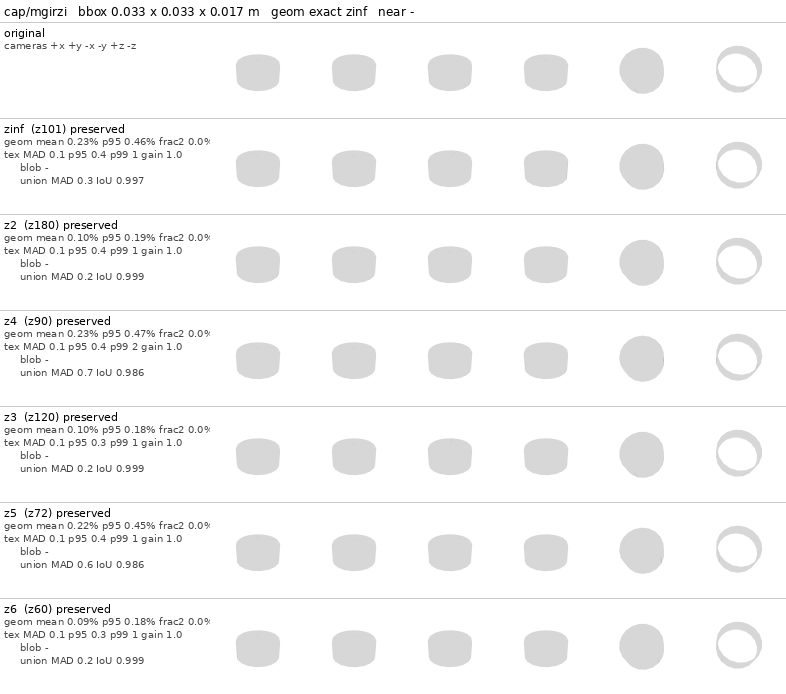 cap/mgirzi bbox 0.033 x 0.033 x 0.017 m geom exact zinf near -
original
cameras +x +y -x -y +z -z
zinf (z101) preserved
geom mean 0.23% p95 0.46% frac2 0.0%
tex MAD 0.1 p95 0.4 p99 1 gain 1.0
blob -
union MAD 0.3 IoU 0.997
z2 (z180) preserved
geom mean 0.10% p95 0.19% frac2 0.0%
tex MAD 0.1 p95 0.4 p99 1 gain 1.0
blob -
union MAD 0.2 IoU 0.999
z4 (z90) preserved
geom mean 0.23% p95 0.47% frac2 0.0%
tex MAD 0.1 p95 0.4 p99 2 gain 1.0
blob -
union MAD 0.7 IoU 0.986
z3 (z120) preserved
geom mean 0.10% p95 0.18% frac2 0.0%
tex MAD 0.1 p95 0.3 p99 1 gain 1.0
blob -
union MAD 0.2 IoU 0.999
z5 (z72) preserved
geom mean 0.22% p95 0.45% frac2 0.0%
tex MAD 0.1 p95 0.4 p99 1 gain 1.0
blob -
union MAD 0.6 IoU 0.986
z6 (z60) preserved
geom mean 0.09% p95 0.18% frac2 0.0%
tex MAD 0.1 p95 0.3 p99 1 gain 1.0
blob -
union MAD 0.2 IoU 0.999